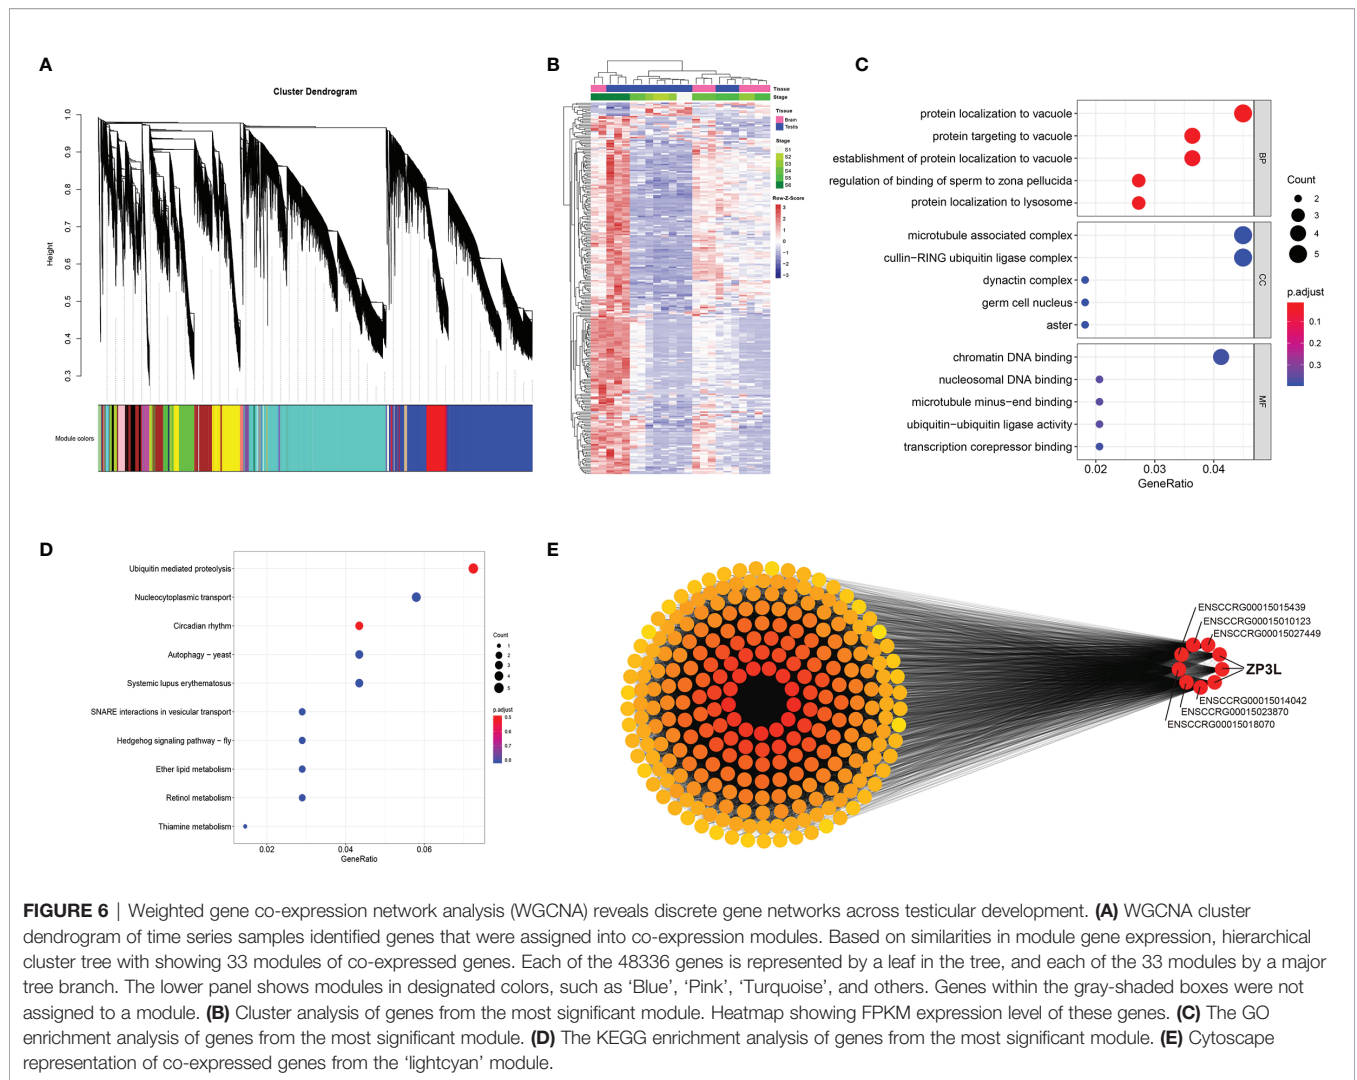 A
Cluster Dendrogram
Height
1.0
0.9
0.8
0.7
0.6
0.5
0.4
0.3
Module colors
B
Tissue
Stage
Tissue
Brain
Testis
Stage
S1
S2
S3
S4
S5
S6
Row-Z-Score
3
2
1
0
−1
−2
−3
C
protein localization to vacuole
protein targeting to vacuole
establishment of protein localization to vacuole
regulation of binding of sperm to zona pellucida
protein localization to lysosome
BP
microtubule associated complex
cullin−RING ubiquitin ligase complex
dynactin complex
germ cell nucleus
aster
CC
chromatin DNA binding
nucleosomal DNA binding
microtubule minus−end binding
ubiquitin−ubiquitin ligase activity
transcription corepressor binding
MF
0.02 0.03 0.04
GeneRatio
Count
2
3
4
5
p.adjust
0.1
0.2
0.3
D
Ubiquitin mediated proteolysis
Nucleocytoplasmic transport
Circadian rhythm
Autophagy − yeast
Systemic lupus erythematosus
SNARE interactions in vesicular transport
Hedgehog signaling pathway − fly
Ether lipid metabolism
Retinol metabolism
Thiamine metabolism
0.02 0.04 0.06
GeneRatio
Count
1
2
3
4
5
p.adjust
0.5
0.6
0.7
E
ENSCCRG00015015439
ENSCCRG00015010123
ENSCCRG00015027449
ZP3L
ENSCCRG00015014042
ENSCCRG00015023870
ENSCCRG00015018070
FIGURE 6 | Weighted gene co-expression network analysis (WGCNA) reveals discrete gene networks across testicular development. (A) WGCNA cluster
dendrogram of time series samples identified genes that were assigned into co-expression modules. Based on similarities in module gene expression, hierarchical
cluster tree with showing 33 modules of co-expressed genes. Each of the 48336 genes is represented by a leaf in the tree, and each of the 33 modules by a major
tree branch. The lower panel shows modules in designated colors, such as ‘Blue’, ‘Pink’, ‘Turquoise’, and others. Genes within the gray-shaded boxes were not
assigned to a module. (B) Cluster analysis of genes from the most significant module. Heatmap showing FPKM expression level of these genes. (C) The GO
enrichment analysis of genes from the most significant module. (D) The KEGG enrichment analysis of genes from the most significant module. (E) Cytoscape
representation of co-expressed genes from the ‘lightcyan’ module.